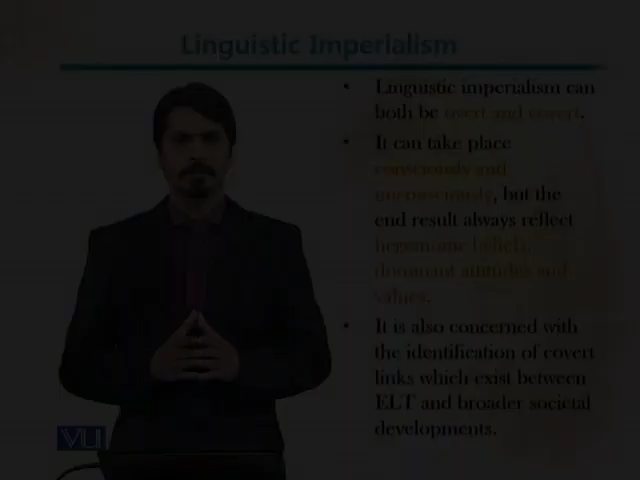 Linguistic Imperialism
• Linguistic imperialism can
both be overt and covert.
• It can take place
consciously and
unconsciously, but the
end result always reflect
hegemonic beliefs,
dominant attitudes and
values.
• It is also concerned with
the identification of covert
links which exist between
ELT and broader societal
developments.
VU